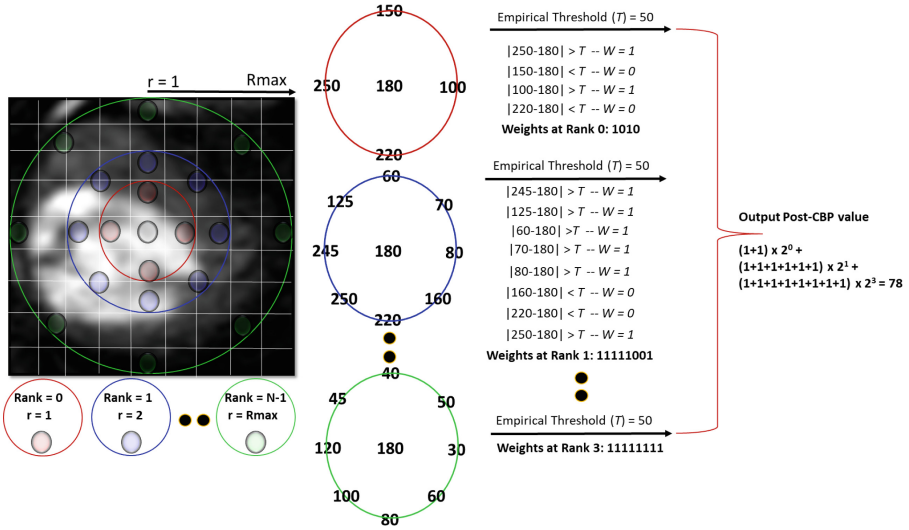 r = 1 Rmax
Rank = 0
r = 1
Rank = 1
r = 2
Rank = N-1
r = Rmax
150
250 180 100
220
60
125 70
245 180 80
250 160
220
40
45 50
120 180 30
100 60
80
Empirical Threshold (T) = 50
|250-180| > T -- W = 1
|150-180| < T -- W = 0
|100-180| > T -- W = 1
|220-180| < T -- W = 0
Weights at Rank 0: 1010
Empirical Threshold (T) = 50
|245-180| > T -- W = 1
|125-180| > T -- W = 1
|60-180| > T -- W = 1
|70-180| > T -- W = 1
|80-180| > T -- W = 1
|160-180| < T -- W = 0
|220-180| < T -- W = 0
|250-180| > T -- W = 1
Weights at Rank 1: 11111001
Empirical Threshold (T) = 50
Weights at Rank 3: 11111111
Output Post-CBP value
(1+1) x 2⁰ +
(1+1+1+1+1+1) x 2¹ +
(1+1+1+1+1+1+1+1) x 2³ = 78